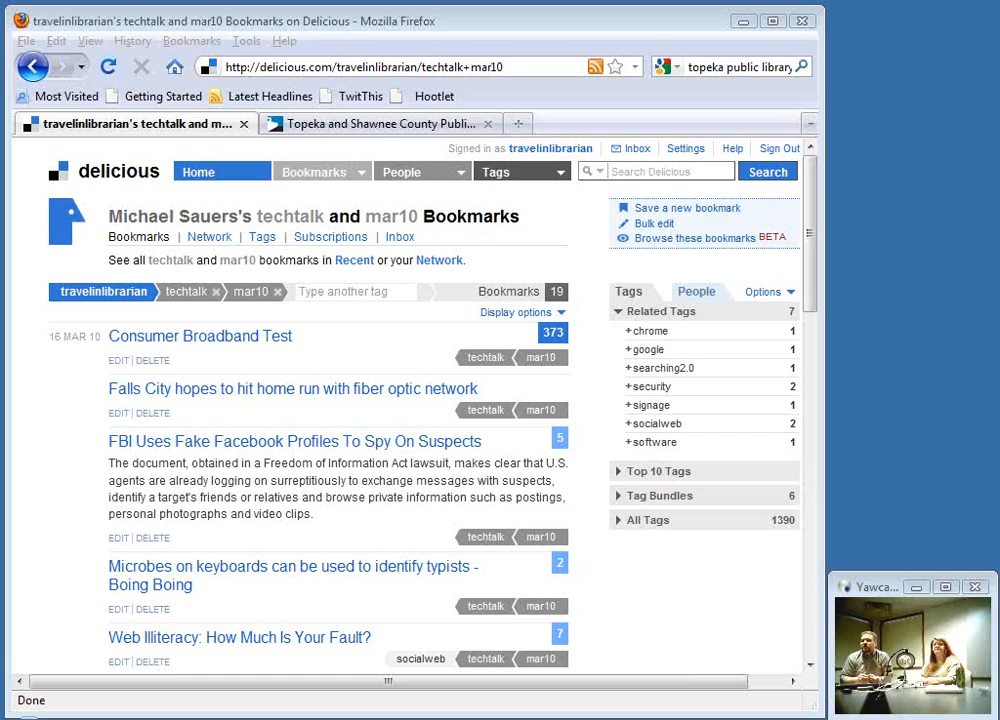 travelinlibrarian's techtalk and mar10 Bookmarks on Delicious - Mozilla Firefox
File Edit View History Bookmarks Tools Help
http://delicious.com/travelinlibrarian/techtalk+mar10
topeka public library
Most Visited Getting Started Latest Headlines TwitThis Hootlet
travelinlibrarian's techtalk and m... Topeka and Shawnee County Publi...
Signed in as travelinlibrarian | Inbox | Settings | Help | Sign Out
delicious Home Bookmarks People Tags Search Delicious Search
Michael Sauers's techtalk and mar10 Bookmarks
Bookmarks | Network | Tags | Subscriptions | Inbox
See all techtalk and mar10 bookmarks in Recent or your Network.
Save a new bookmark
Bulk edit
Browse these bookmarks BETA
travelinlibrarian techtalk mar10 Type another tag Bookmarks 19
Display options
16 MAR 10 Consumer Broadband Test 373
EDIT | DELETE techtalk mar10
Falls City hopes to hit home run with fiber optic network
EDIT | DELETE techtalk mar10
FBI Uses Fake Facebook Profiles To Spy On Suspects 5
The document, obtained in a Freedom of Information Act lawsuit, makes clear that U.S.
agents are already logging on surreptitiously to exchange messages with suspects,
identify a target's friends or relatives and browse private information such as postings,
personal photographs and video clips.
EDIT | DELETE techtalk mar10
Microbes on keyboards can be used to identify typists - 2
Boing Boing
EDIT | DELETE techtalk mar10
Web Illiteracy: How Much Is Your Fault? 7
EDIT | DELETE socialweb techtalk mar10
Tags People Options
Related Tags 7
+chrome 1
+google 1
+searching2.0 1
+security 2
+signage 1
+socialweb 2
+software 1
Top 10 Tags
Tag Bundles 6
All Tags 1390
Done
Yawca...